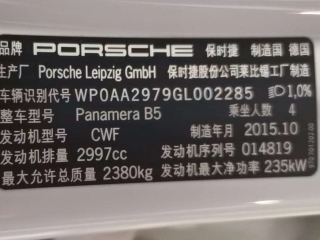 品牌 PORSCHE 保时捷 制造国 德国
生产厂 Porsche Leipzig GmbH 保时捷股份公司莱比锡工厂制造
车辆识别代号 WP0AA2979GL002285 1,0%
整车型号 Panamera B5 乘坐人数 4
发动机型号 CWF 制造年月 2015.10
发动机排量 2997cc 发动机序列号 014819
最大允许总质量 2380kg 发动机最大净功率 235kW